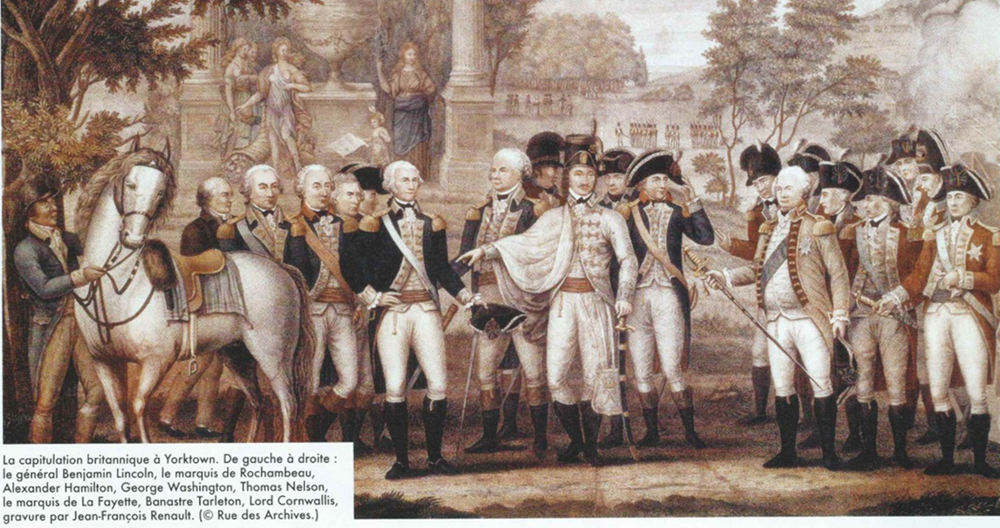 La capitulation britannique à Yorktown. De gauche à droite :
le général Benjamin Lincoln, le marquis de Rochambeau,
Alexander Hamilton, George Washington, Thomas Nelson,
le marquis de La Fayette, Banastre Tarleton, Lord Cornwallis,
gravure par Jean-François Renault. (© Rue des Archives.)